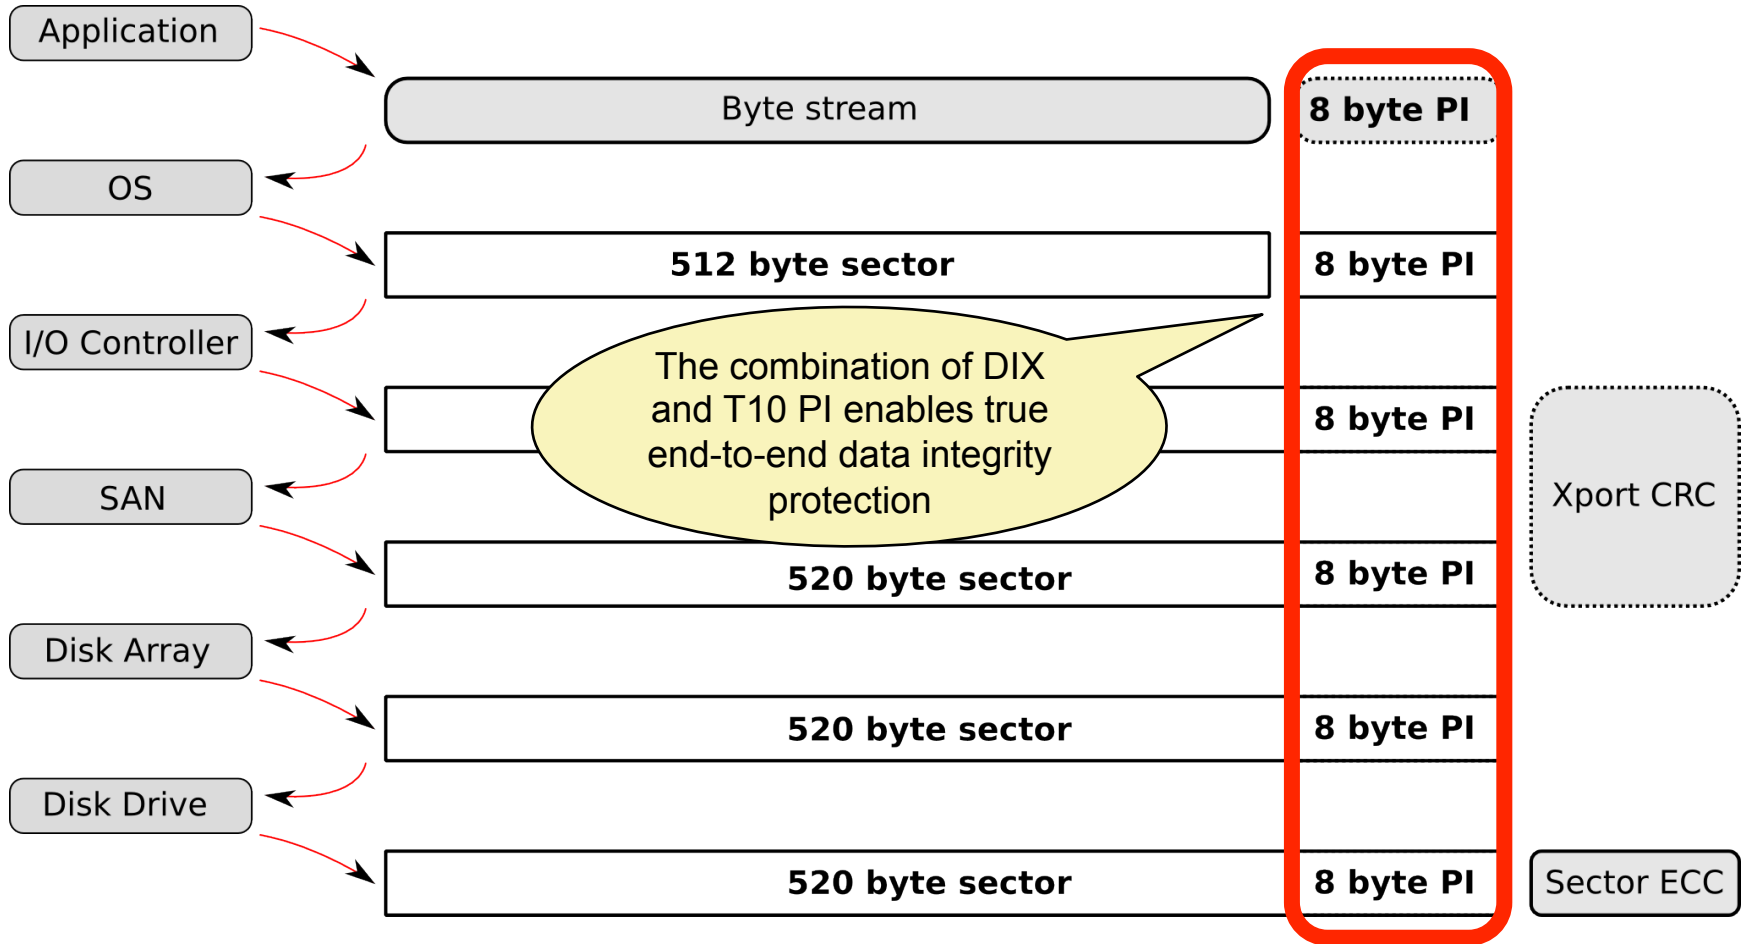 Application
Byte stream 8 byte PI
OS
512 byte sector 8 byte PI
I/O Controller
The combination of DIX
and T10 PI enables true
end-to-end data integrity
protection
8 byte PI
Xport CRC
SAN
520 byte sector 8 byte PI
Disk Array
520 byte sector 8 byte PI
Disk Drive
520 byte sector 8 byte PI
Sector ECC